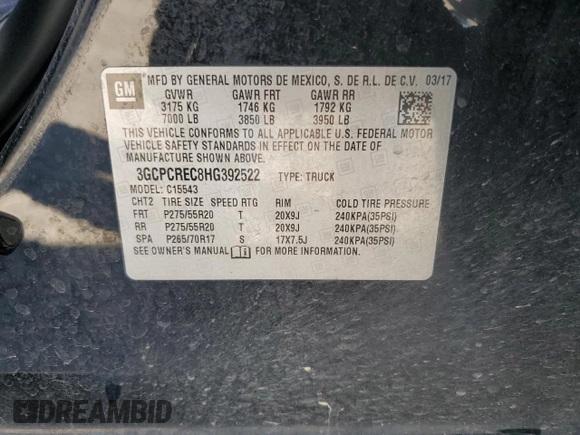 GM
MFD BY GENERAL MOTORS DE MEXICO, S. DE R.L. DE C.V. 03/17
GVWR GAWR FRT GAWR RR
3175 KG 1746 KG 1792 KG
7000 LB 3850 LB 3950 LB
THIS VEHICLE CONFORMS TO ALL APPLICABLE U.S. FEDERAL MOTOR
VEHICLE SAFETY STANDARDS IN EFFECT ON THE DATE OF
MANUFACTURE SHOWN ABOVE.
3GCPCREC8HG392522 TYPE: TRUCK
MODEL: C15543
CHT2 TIRE SIZE SPEED RTG RIM COLD TIRE PRESSURE
FRT P275/55R20 T 20X9J 240KPA(35PSI)
RR P275/55R20 T 20X9J 240KPA(35PSI)
SPA P265/70R17 S 17X7.5J 240KPA(35PSI)
SEE OWNER'S MANUAL FOR MORE INFORMATION.
DREAMBID